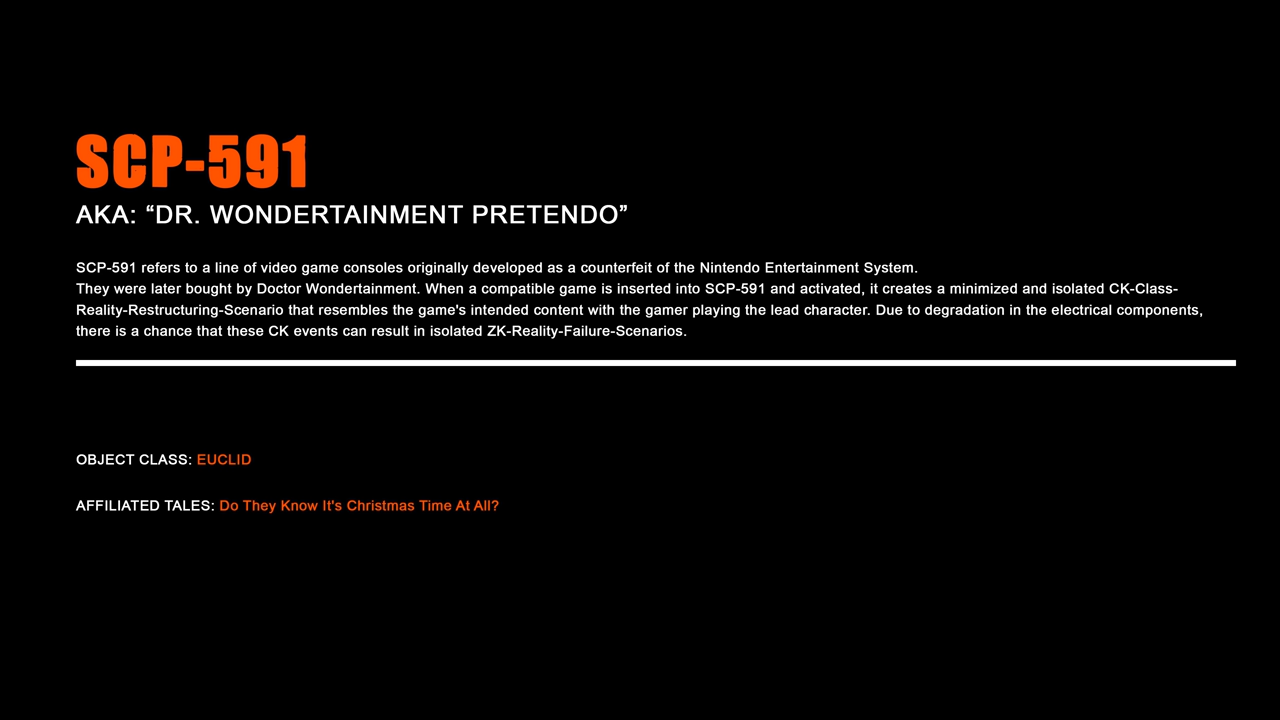 SCP-591
AKA: “DR. WONDERTAINMENT PRETENDO”
SCP-591 refers to a line of video game consoles originally developed as a counterfeit of the Nintendo Entertainment System.
They were later bought by Doctor Wondertainment. When a compatible game is inserted into SCP-591 and activated, it creates a minimized and isolated CK-Class-
Reality-Restructuring-Scenario that resembles the game's intended content with the gamer playing the lead character. Due to degradation in the electrical components,
there is a chance that these CK events can result in isolated ZK-Reality-Failure-Scenarios.
OBJECT CLASS: EUCLID
AFFILIATED TALES: Do They Know It's Christmas Time At All?